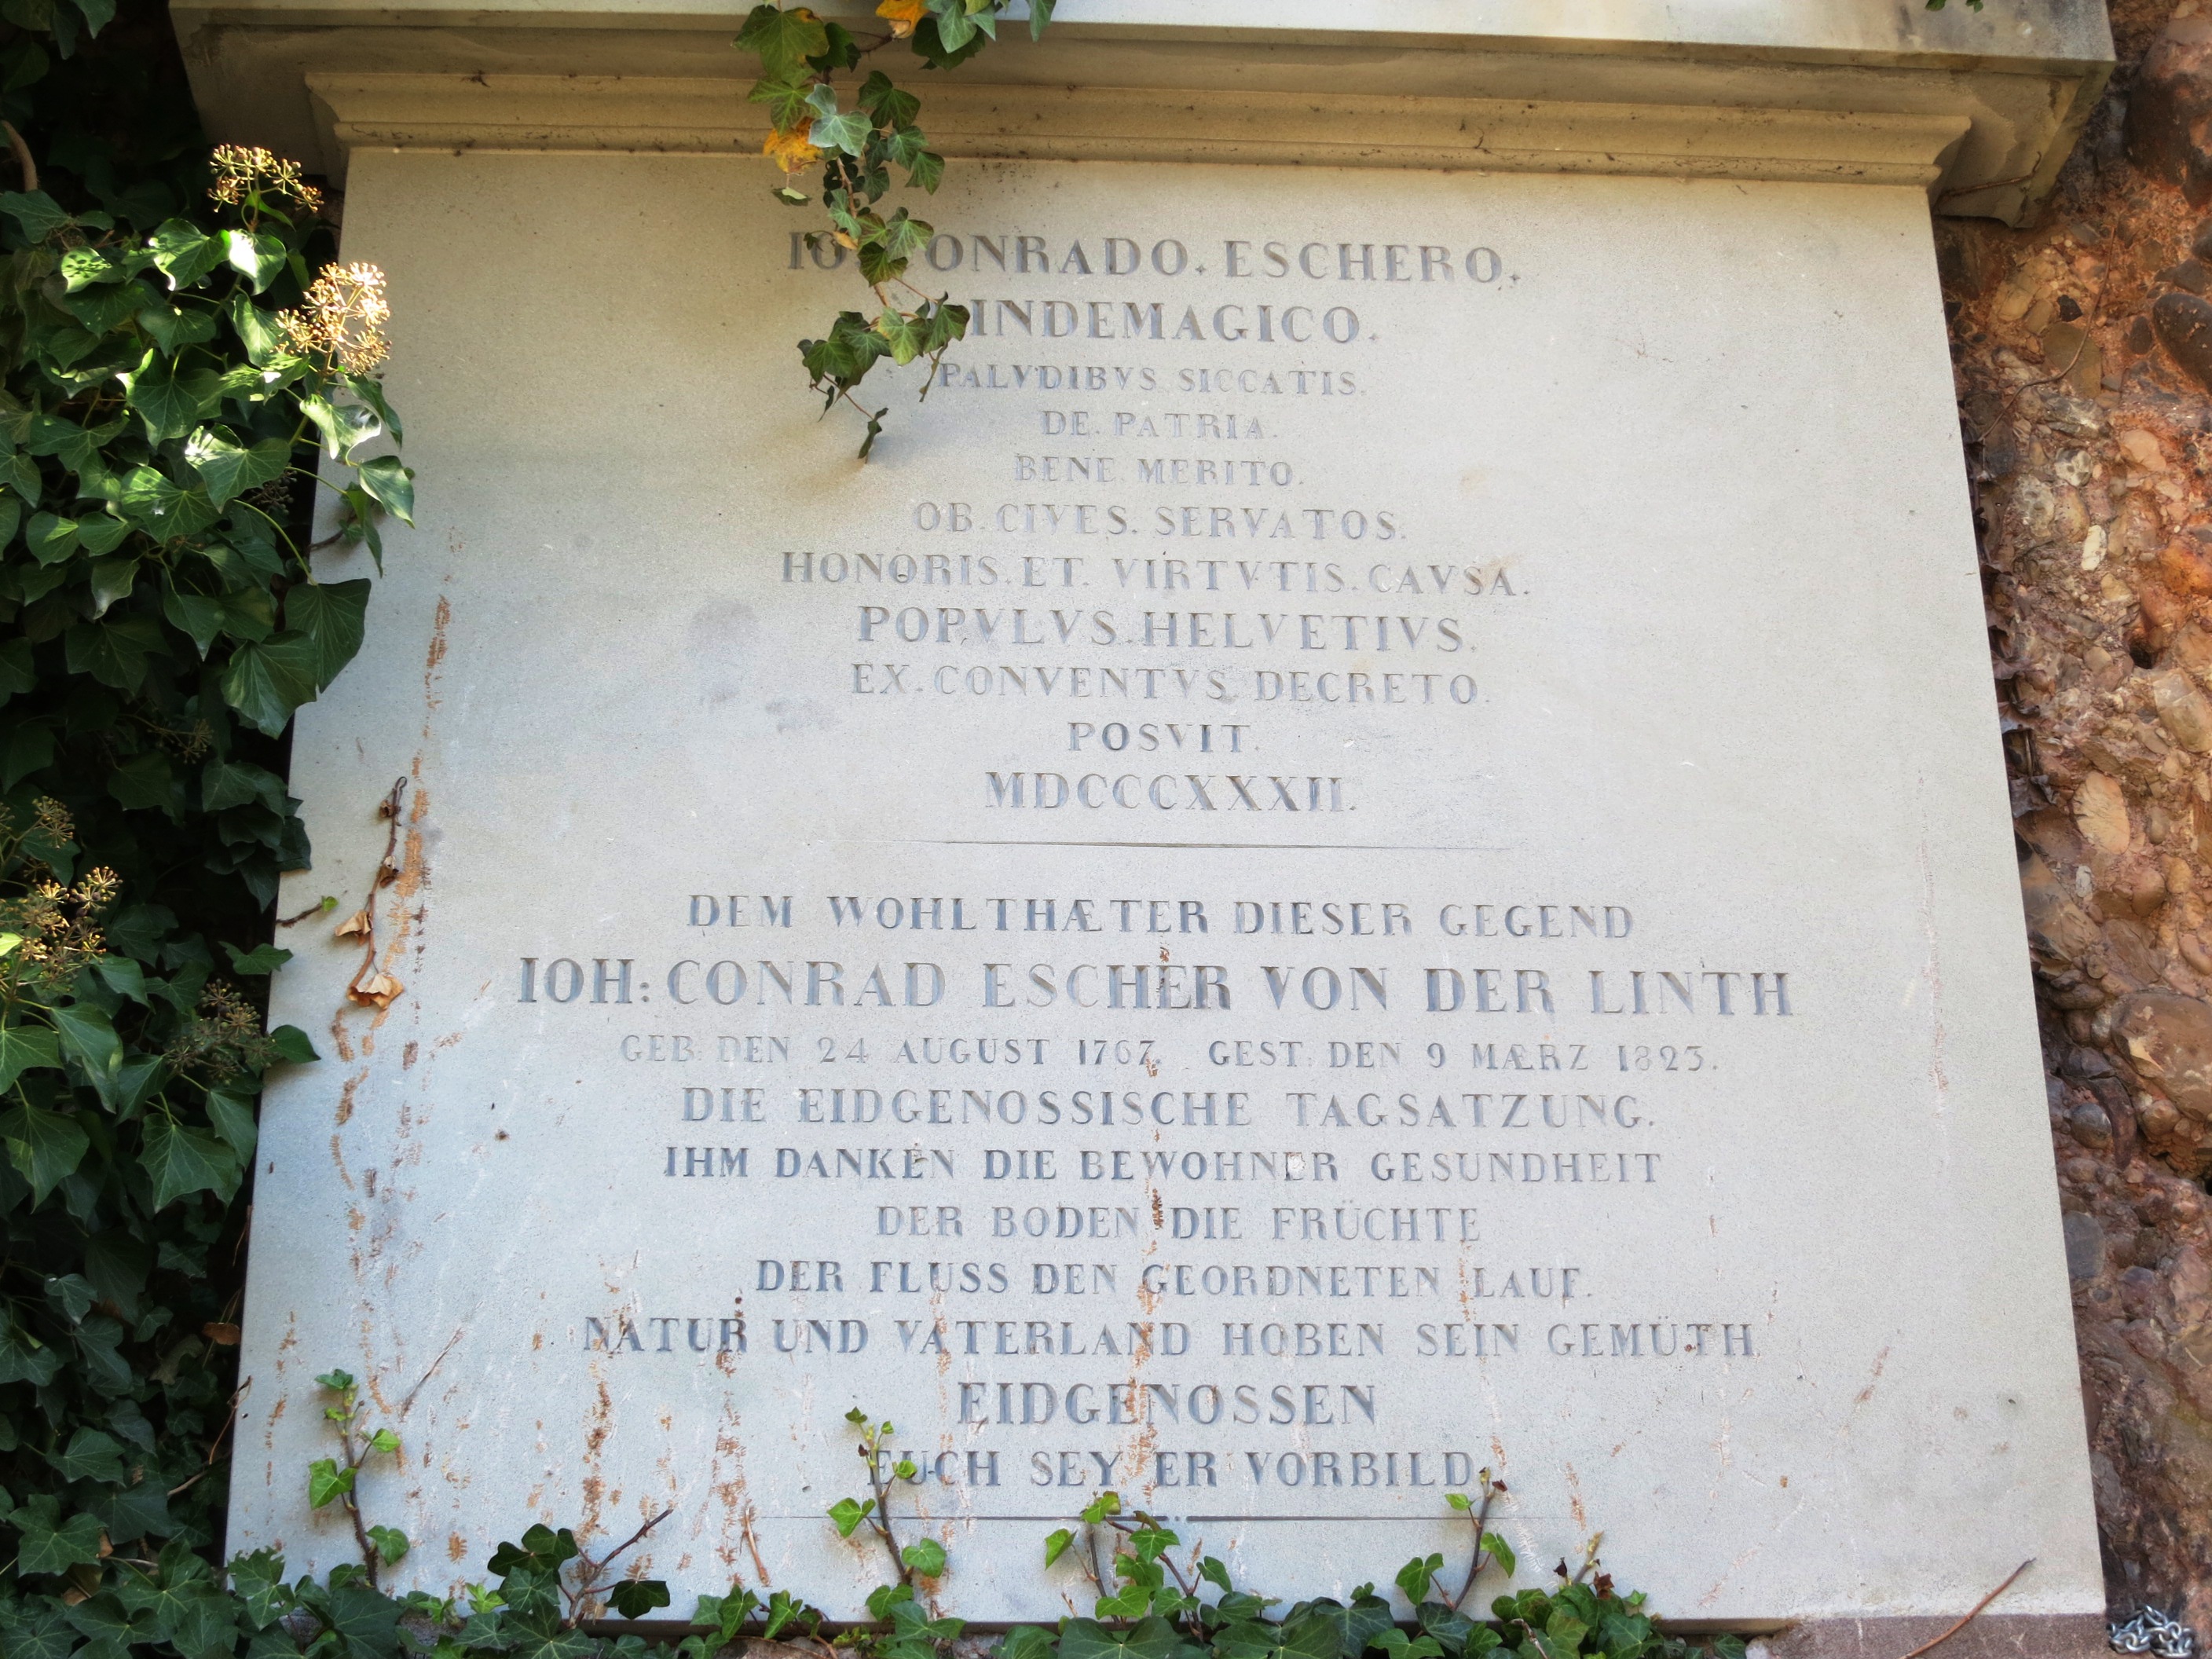 IO. CONRADO. ESCHERO.
LINDEMAGICO.
PALVDIBVS. SICCATIS.
DE. PATRIA.
BENE. MERITO.
OB. CIVES. SERVATOS.
HONORIS. ET. VIRTVTIS. CAVSA.
POPVLVS. HELVETIVS.
EX. CONVENTVS. DECRETO.
POSVIT.
MDCCCXXXII.
DEM WOHLTHÆTER DIESER GEGEND
IOH: CONRAD ESCHER VON DER LINTH
GEB: DEN 24 AUGUST 1767. GEST: DEN 9 MÆRZ 1823.
DIE EIDGENOSSISCHE TAGSATZUNG.
IHM DANKEN DIE BEWOHNER GESUNDHEIT
DER BODEN DIE FRÜCHTE
DER FLUSS DEN GEORDNETEN LAUF.
NATUR UND VATERLAND HOBEN SEIN GEMÜTH
EIDGENOSSEN
EUCH SEY ER VORBILD.